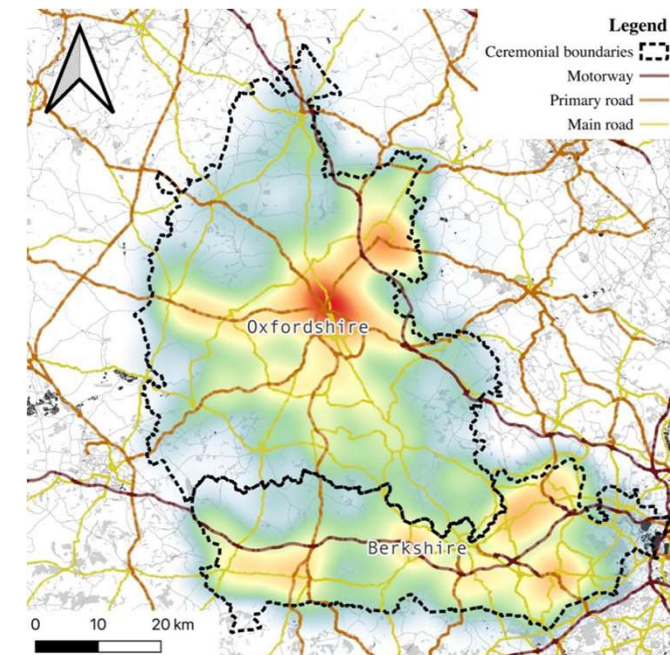 Legend
Ceremonial boundaries
Motorway
Primary road
Main road
Oxfordshire
Berkshire
0 10 20 km